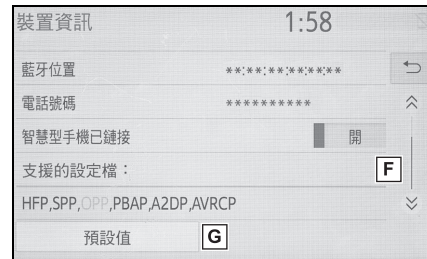 裝置資訊 1:58
藍牙位置 **:**:**:**:**:**
電話號碼 **********
智慧型手機已鏈接 開
支援的設定檔：
F
HFP,SPP,OPP,PBAP,A2DP,AVRCP
預設值 G